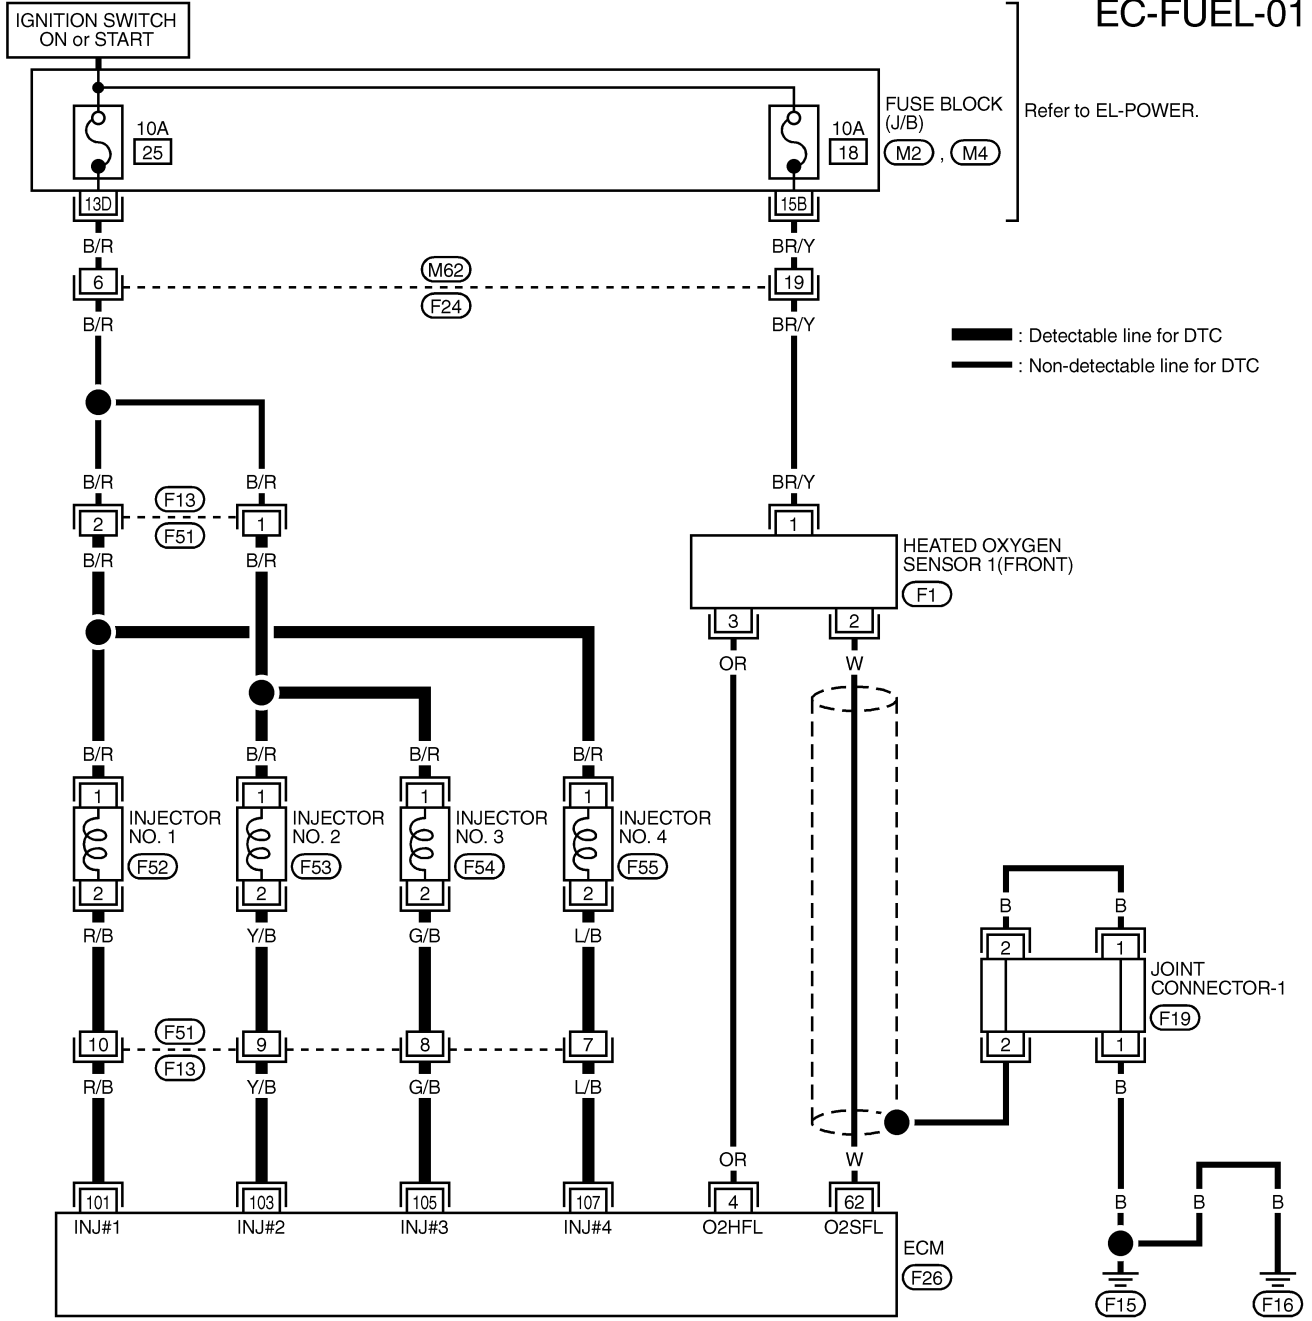 EC-FUEL-01
IGNITION SWITCH
ON or START
10A
25
10A
18
FUSE BLOCK
(J/B)
M2 , M4
Refer to EL-POWER.
13D
15B
B/R
BR/Y
6
M62
F24
19
B/R
BR/Y
: Detectable line for DTC
: Non-detectable line for DTC
B/R
B/R
BR/Y
2
F13
F51
1
1
B/R
B/R
HEATED OXYGEN
SENSOR 1(FRONT)
F1
3
2
OR
W
B/R
B/R
B/R
B/R
1
1
1
1
INJECTOR
NO. 1
F52
INJECTOR
NO. 2
F53
INJECTOR
NO. 3
F54
INJECTOR
NO. 4
F55
2
2
2
2
R/B
Y/B
G/B
L/B
B
B
2
1
JOINT
CONNECTOR-1
F19
2
1
10
F51
F13
9
8
7
R/B
Y/B
G/B
L/B
B
OR
W
B
B
B
101
103
105
107
4
62
INJ#1
INJ#2
INJ#3
INJ#4
O2HFL
O2SFL
ECM
F26
F15
F16